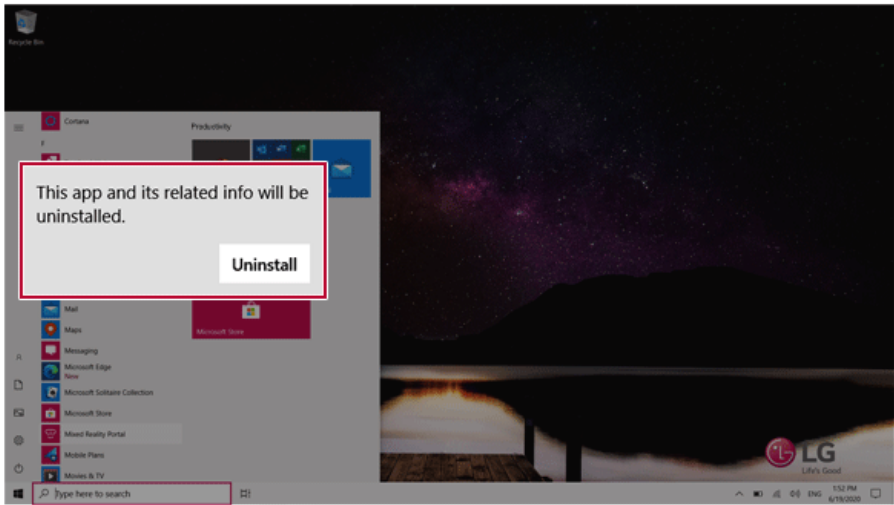 Recycle Bin
Cortana
Productivity
F
This app and its related info will be
uninstalled.
Uninstall
Mail
Maps
Microsoft Store
Messaging
Microsoft Edge
New
Microsoft Solitaire Collection
Microsoft Store
Mixed Reality Portal
Mobile Plans
Movies & TV
LG
Life's Good
Type here to search
ENG
1:52 PM
6/19/2020